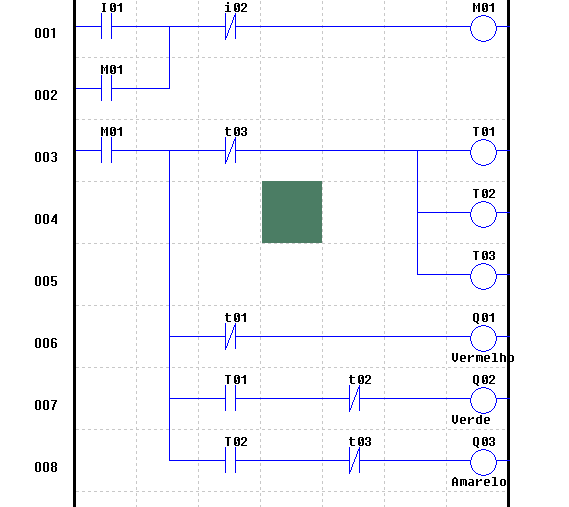 I01 i02 M01
001
M01
002
M01 t03 T01
003
T02
004
T03
005
t01 Q01
006
Vermelho
T01 t02 Q02
007
Verde
T02 t03 Q03
008
Amarelo